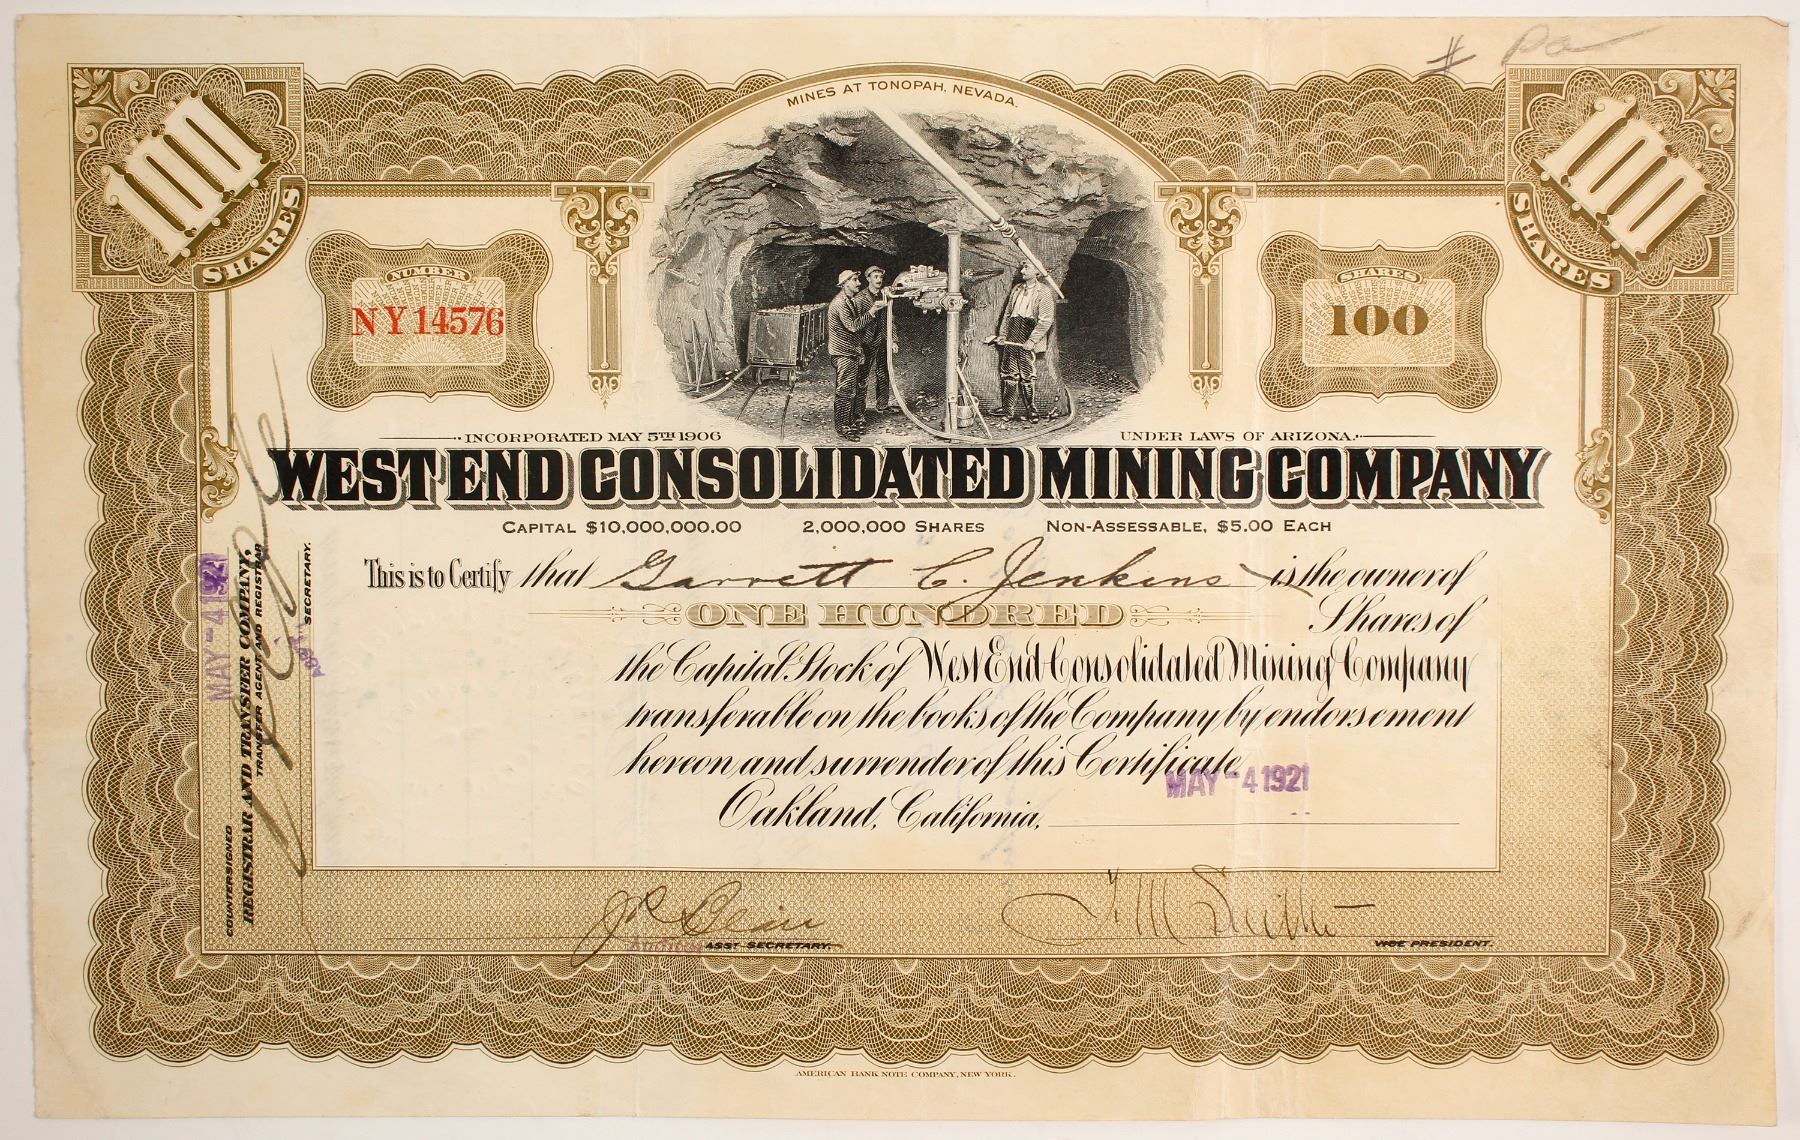 MINES AT TONOPAH, NEVADA.
100 SHARES
100 SHARES
NUMBER
NY 14576
SHARES
100
INCORPORATED MAY 5TH 1906
UNDER LAWS OF ARIZONA.
WEST END CONSOLIDATED MINING COMPANY
CAPITAL $10,000,000.00 2,000,000 SHARES NON-ASSESSABLE, $5.00 EACH
This is to Certify that Garrett C. Jenkins is the owner of
ONE HUNDRED Shares of
the Capital Stock of West End Consolidated Mining Company
transferable on the books of the Company by endorsement
hereon and surrender of this Certificate.
MAY -4 1921
Oakland, California,
COUNTERSIGNED
REGISTRAR AND TRANSFER COMPANY,
TRANSFER AGENT AND REGISTRAR
SECRETARY.
MAY -4 1921
ASST. SECRETARY.
VICE PRESIDENT.
AMERICAN BANK NOTE COMPANY, NEW YORK.